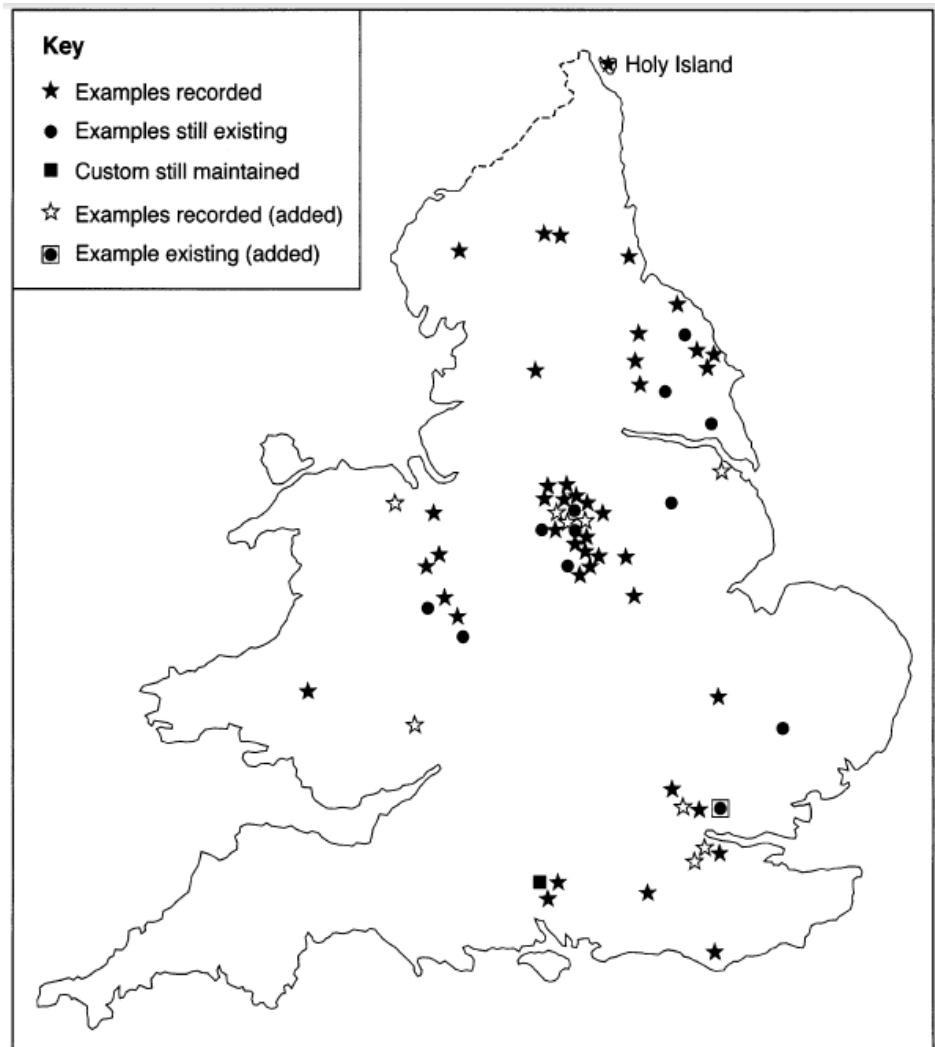 Key
Examples recorded
Examples still existing
Custom still maintained
Examples recorded (added)
Example existing (added)
Holy Island